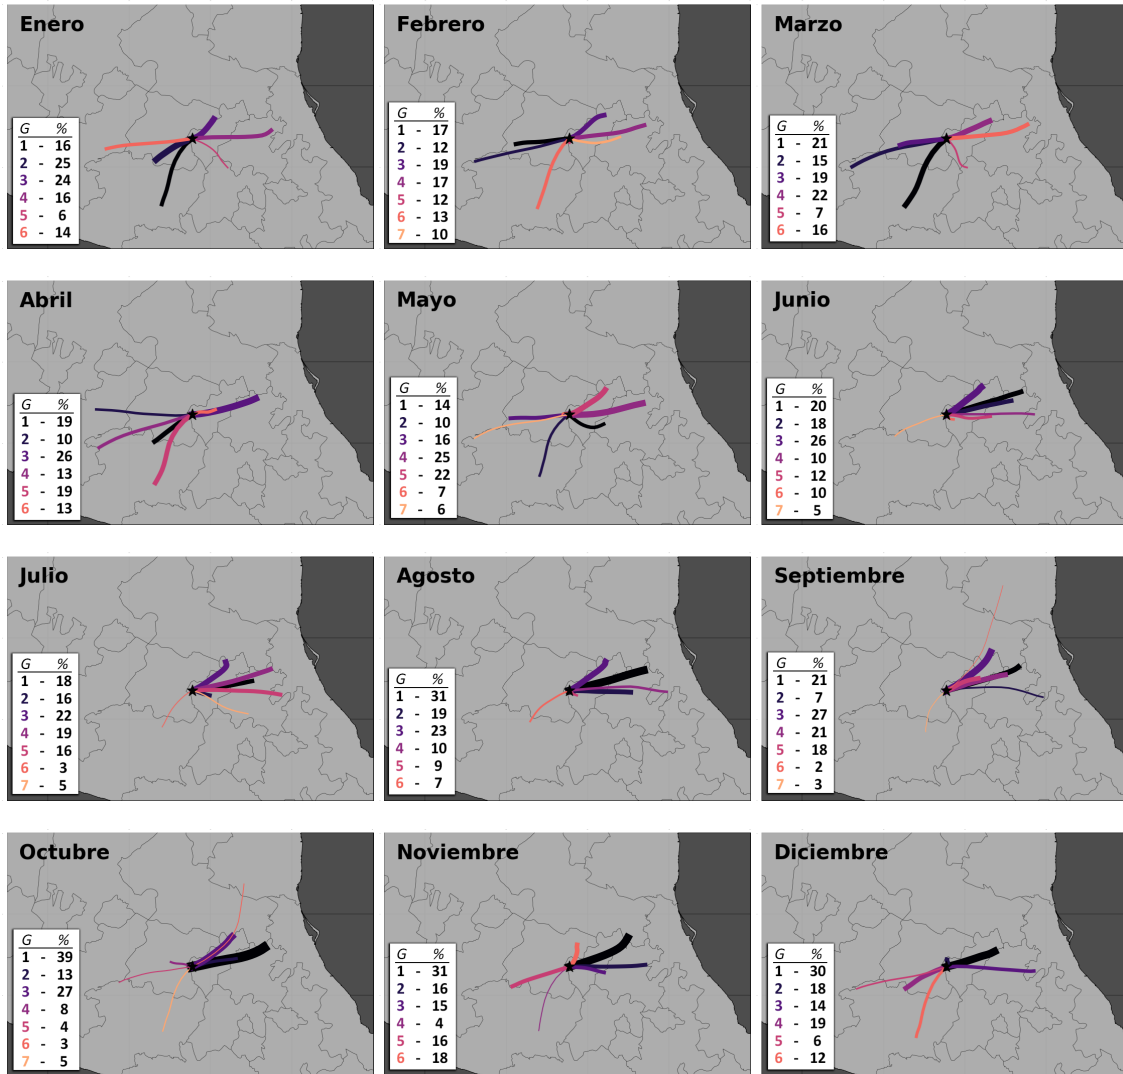 Enero
G %
1 - 16
2 - 25
3 - 24
4 - 16
5 - 6
6 - 14
Febrero
G %
1 - 17
2 - 12
3 - 19
4 - 17
5 - 12
6 - 13
7 - 10
Marzo
G %
1 - 21
2 - 15
3 - 19
4 - 22
5 - 7
6 - 16
Abril
G %
1 - 19
2 - 10
3 - 26
4 - 13
5 - 19
6 - 13
Mayo
G %
1 - 14
2 - 10
3 - 16
4 - 25
5 - 22
6 - 7
7 - 6
Junio
G %
1 - 20
2 - 18
3 - 26
4 - 10
5 - 12
6 - 10
7 - 5
Julio
G %
1 - 18
2 - 16
3 - 22
4 - 19
5 - 16
6 - 3
7 - 5
Agosto
G %
1 - 31
2 - 19
3 - 23
4 - 10
5 - 9
6 - 7
Septiembre
G %
1 - 21
2 - 7
3 - 27
4 - 21
5 - 18
6 - 2
7 - 3
Octubre
G %
1 - 39
2 - 13
3 - 27
4 - 8
5 - 4
6 - 3
7 - 5
Noviembre
G %
1 - 31
2 - 16
3 - 15
4 - 4
5 - 16
6 - 18
Diciembre
G %
1 - 30
2 - 18
3 - 14
4 - 19
5 - 6
6 - 12